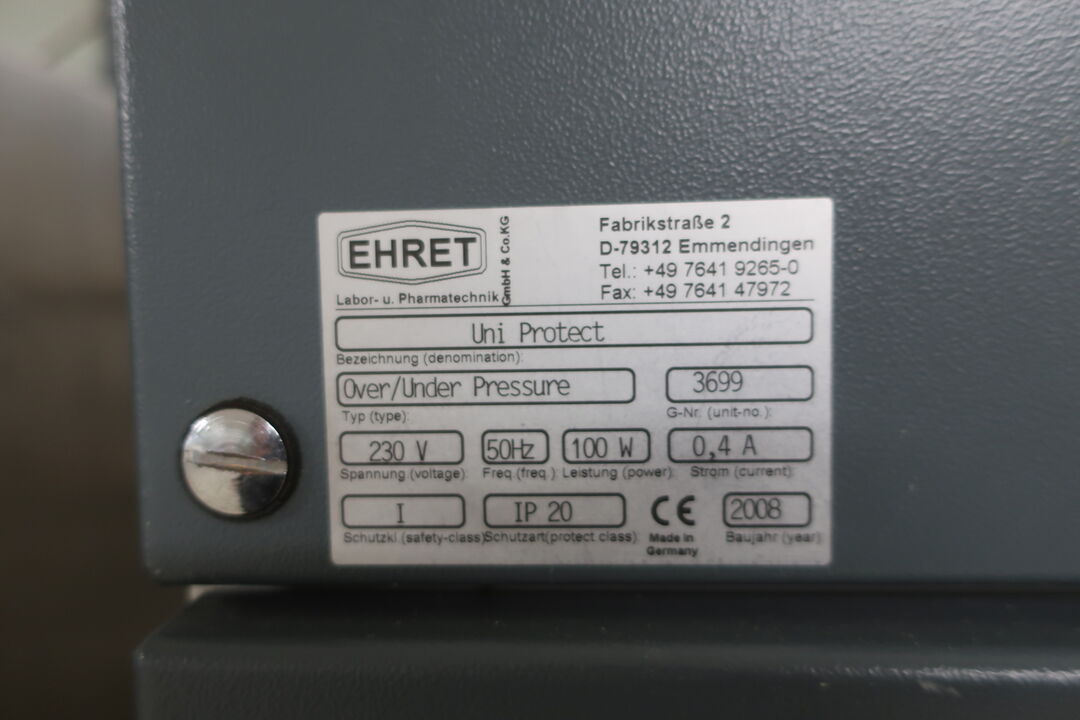 EHRET
GmbH & Co.KG
Labor- u. Pharmatechnik
Fabrikstraße 2
D-79312 Emmendingen
Tel.: +49 7641 9265-0
Fax: +49 7641 47972
Uni Protect
Bezeichnung (denomination):
Over/Under Pressure
3699
Typ (type):
G-Nr. (unit-no.):
230 V
50Hz
100 W
0,4 A
Spannung (voltage)
Freq.(freq.)
Leistung (power)
Strom (current)
I
IP 20
CE
2008
Schutzkl.(safety-class)
Schutzart(protect.class)
Made in
Germany
Baujahr (year)